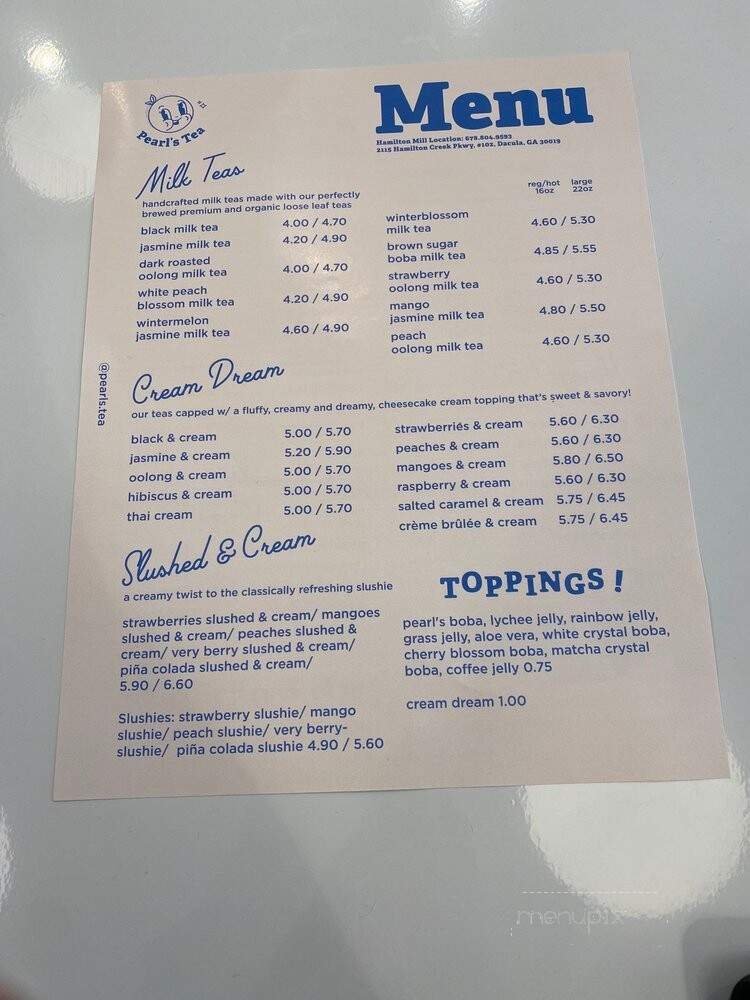 Pearl's Tea
Menu
Hamilton Mill Location: 678.804.9593
2115 Hamilton Creek Pkwy, #102, Dacula, GA 30019
Milk Teas
handcrafted milk teas made with our perfectly
brewed premium and organic loose leaf teas
black milk tea 4.00 / 4.70
jasmine milk tea 4.20 / 4.90
dark roasted
oolong milk tea 4.00 / 4.70
white peach
blossom milk tea 4.20 / 4.90
wintermelon
jasmine milk tea 4.60 / 4.90
reg/hot large
16oz 22oz
winterblossom
milk tea 4.60 / 5.30
brown sugar
boba milk tea 4.85 / 5.55
strawberry
oolong milk tea 4.60 / 5.30
mango
jasmine milk tea 4.80 / 5.50
peach
oolong milk tea 4.60 / 5.30
@pearls.tea
Cream Dream
our teas capped w/ a fluffy, creamy and dreamy, cheesecake cream topping that's sweet & savory!
black & cream 5.00 / 5.70
jasmine & cream 5.20 / 5.90
oolong & cream 5.00 / 5.70
hibiscus & cream 5.00 / 5.70
thai cream 5.00 / 5.70
strawberries & cream 5.60 / 6.30
peaches & cream 5.60 / 6.30
mangoes & cream 5.80 / 6.50
raspberry & cream 5.60 / 6.30
salted caramel & cream 5.75 / 6.45
crème brûlée & cream 5.75 / 6.45
Slushed & Cream
a creamy twist to the classically refreshing slushie
strawberries slushed & cream/ mangoes
slushed & cream/ peaches slushed &
cream/ very berry slushed & cream/
piña colada slushed & cream/
5.90 / 6.60
Slushies: strawberry slushie/ mango
slushie/ peach slushie/ very berry-
slushie/ piña colada slushie 4.90 / 5.60
TOPPINGS!
pearl's boba, lychee jelly, rainbow jelly,
grass jelly, aloe vera, white crystal boba,
cherry blossom boba, matcha crystal
boba, coffee jelly 0.75
cream dream 1.00
menupix